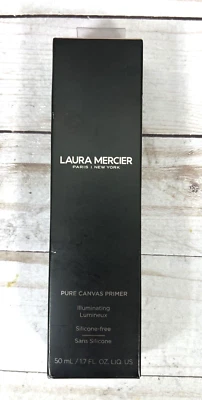 LAURA MERCIER
PARIS | NEW YORK
PURE CANVAS PRIMER
Illuminating
Lumineux
Silicone-free
Sans Silicone
50 mL / 1.7 FL. OZ. LIQ. US